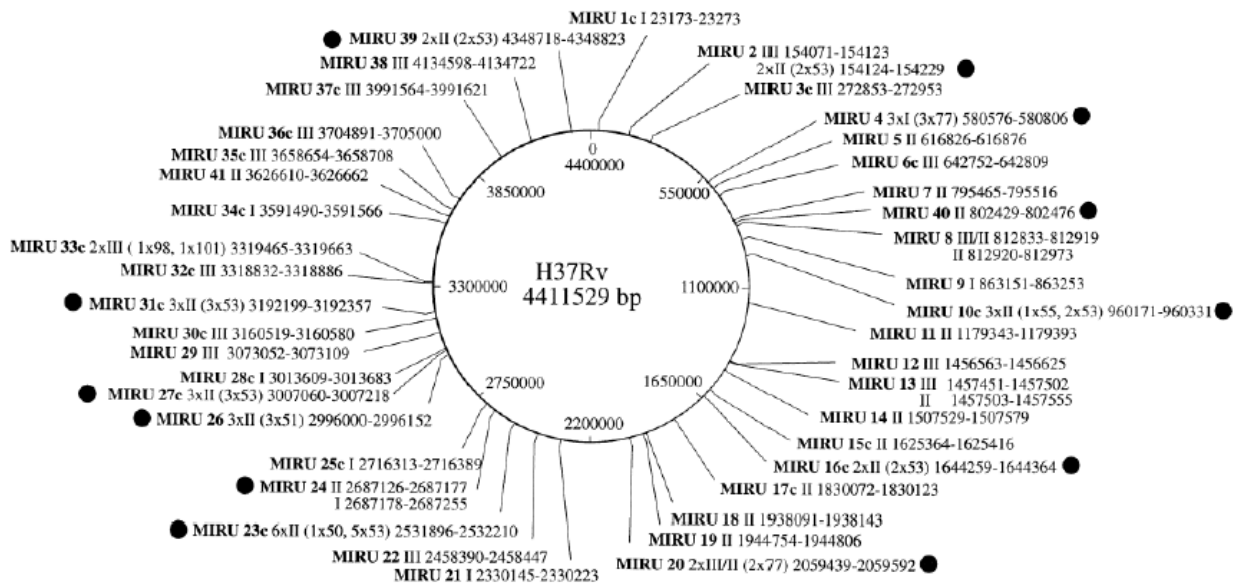 MIRU 1c I 23173-23273
MIRU 2 III 154071-154123
2xII (2x53) 154124-154229
MIRU 3c III 272853-272953
MIRU 4 3xI (3x77) 580576-580806
MIRU 5 II 616826-616876
MIRU 6c III 642752-642809
MIRU 7 II 795465-795516
MIRU 40 II 802429-802476
MIRU 8 III/II 812833-812919
II 812920-812973
MIRU 9 I 863151-863253
MIRU 10c 3xII (1x55, 2x53) 960171-960331
MIRU 11 II 1179343-1179393
MIRU 12 III 1456563-1456625
MIRU 13 III 1457451-1457502
II 1457503-1457555
MIRU 14 II 1507529-1507579
MIRU 15c II 1625364-1625416
MIRU 16c 2xII (2x53) 1644259-1644364
MIRU 17c II 1830072-1830123
MIRU 18 II 1938091-1938143
MIRU 19 II 1944754-1944806
MIRU 20 2xIII/II (2x77) 2059439-2059592
MIRU 21 I 2330145-2330223
MIRU 22 III 2458390-2458447
MIRU 23c 6xII (1x50, 5x53) 2531896-2532210
MIRU 24 II 2687126-2687177
I 2687178-2687255
MIRU 25c I 2716313-2716389
MIRU 26 3xII (3x51) 2996000-2996152
MIRU 27c 3xII (3x53) 3007060-3007218
MIRU 28c I 3013609-3013683
MIRU 29 III 3073052-3073109
MIRU 30c III 3160519-3160580
MIRU 31c 3xII (3x53) 3192199-3192357
MIRU 32c III 3318832-3318886
MIRU 33c 2xIII ( 1x98, 1x101) 3319465-3319663
MIRU 34c I 3591490-3591566
MIRU 41 II 3626610-3626662
MIRU 35c III 3658654-3658708
MIRU 36c III 3704891-3705000
MIRU 37c III 3991564-3991621
MIRU 38 III 4134598-4134722
MIRU 39 2xII (2x53) 4348718-4348823
0
4400000
550000
1100000
1650000
2200000
2750000
3300000
3850000
H37Rv
4411529 bp